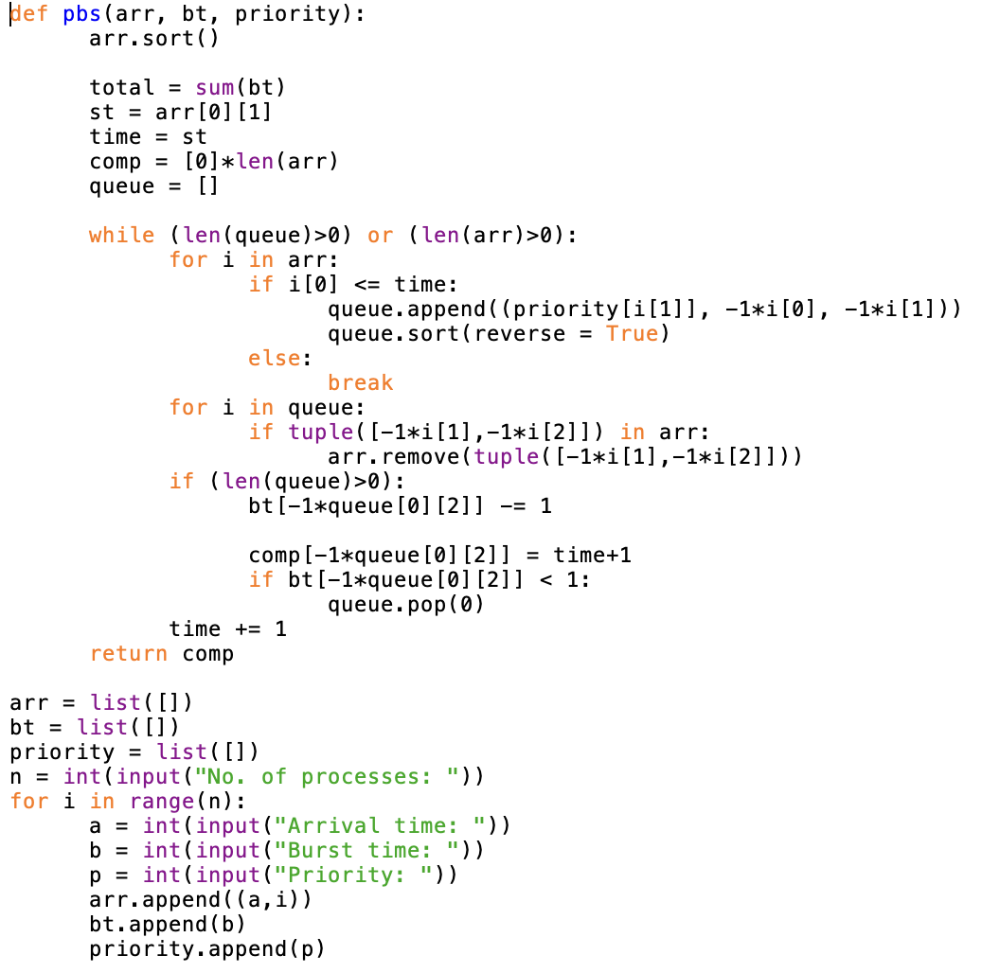 def pbs(arr, bt, priority):
      arr.sort()

      total = sum(bt)
      st = arr[0][1]
      time = st
      comp = [0]*len(arr)
      queue = []

      while (len(queue)>0) or (len(arr)>0):
            for i in arr:
                  if i[0] <= time:
                        queue.append((priority[i[1]], -1*i[0], -1*i[1]))
                        queue.sort(reverse = True)
                  else:
                        break
            for i in queue:
                  if tuple([-1*i[1],-1*i[2]]) in arr:
                        arr.remove(tuple([-1*i[1],-1*i[2]]))
            if (len(queue)>0):
                  bt[-1*queue[0][2]] -= 1

                  comp[-1*queue[0][2]] = time+1
                  if bt[-1*queue[0][2]] < 1:
                        queue.pop(0)
            time += 1
      return comp

arr = list([])
bt = list([])
priority = list([])
n = int(input("No. of processes: "))
for i in range(n):
      a = int(input("Arrival time: "))
      b = int(input("Burst time: "))
      p = int(input("Priority: "))
      arr.append((a,i))
      bt.append(b)
      priority.append(p)